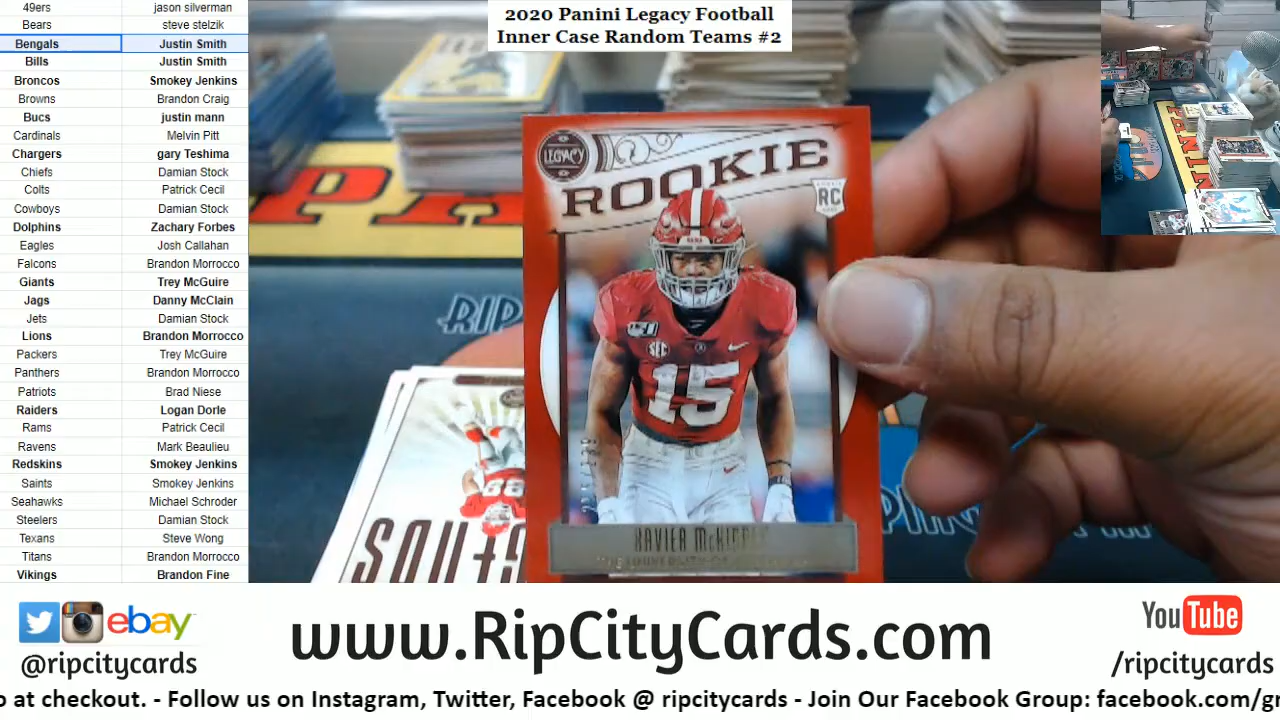 2020 Panini Legacy Football
Inner Case Random Teams #2
49ers jason silverman
Bears steve stelzik
Bengals Justin Smith
Bills Justin Smith
Broncos Smokey Jenkins
Browns Brandon Craig
Bucs justin mann
Cardinals Melvin Pitt
Chargers gary Teshima
Chiefs Damian Stock
Colts Patrick Cecil
Cowboys Damian Stock
Dolphins Zachary Forbes
Eagles Josh Callahan
Falcons Brandon Morrocco
Giants Trey McGuire
Jags Danny McClain
Jets Damian Stock
Lions Brandon Morrocco
Packers Trey McGuire
Panthers Brandon Morrocco
Patriots Brad Niese
Raiders Logan Dorle
Rams Patrick Cecil
Ravens Mark Beaulieu
Redskins Smokey Jenkins
Saints Smokey Jenkins
Seahawks Michael Schroder
Steelers Damian Stock
Texans Steve Wong
Titans Brandon Morrocco
Vikings Brandon Fine
LEGACY
ROOKIE
RC
SEC
15
XAVIER
RIP
88
ebay
@ripcitycards
www.RipCityCards.com
YouTube
/ripcitycards
at checkout. - Follow us on Instagram, Twitter, Facebook @ ripcitycards - Join Our Facebook Group: facebook.com/gr